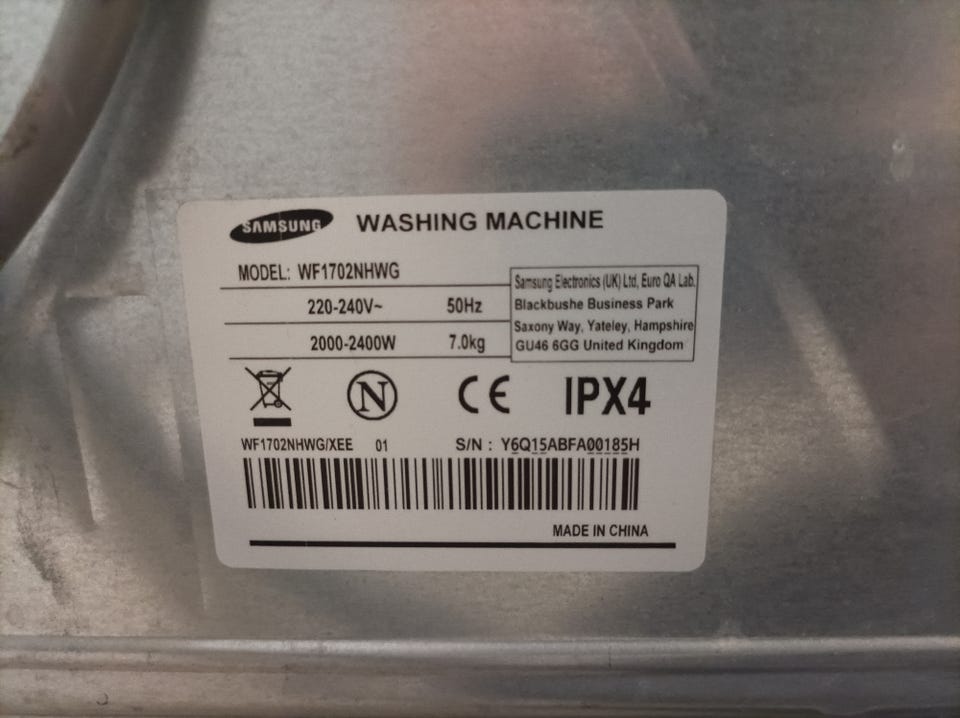 SAMSUNG WASHING MACHINE
MODEL: WF1702NHWG
220-240V~ 50Hz
2000-2400W 7.0kg
Samsung Electronics (UK) Ltd, Euro QA Lab.
Blackbushe Business Park
Saxony Way, Yateley, Hampshire
GU46 6GG United Kingdom
N CE IPX4
WF1702NHWG/XEE 01 S/N : Y6Q15ABFA00185H
MADE IN CHINA